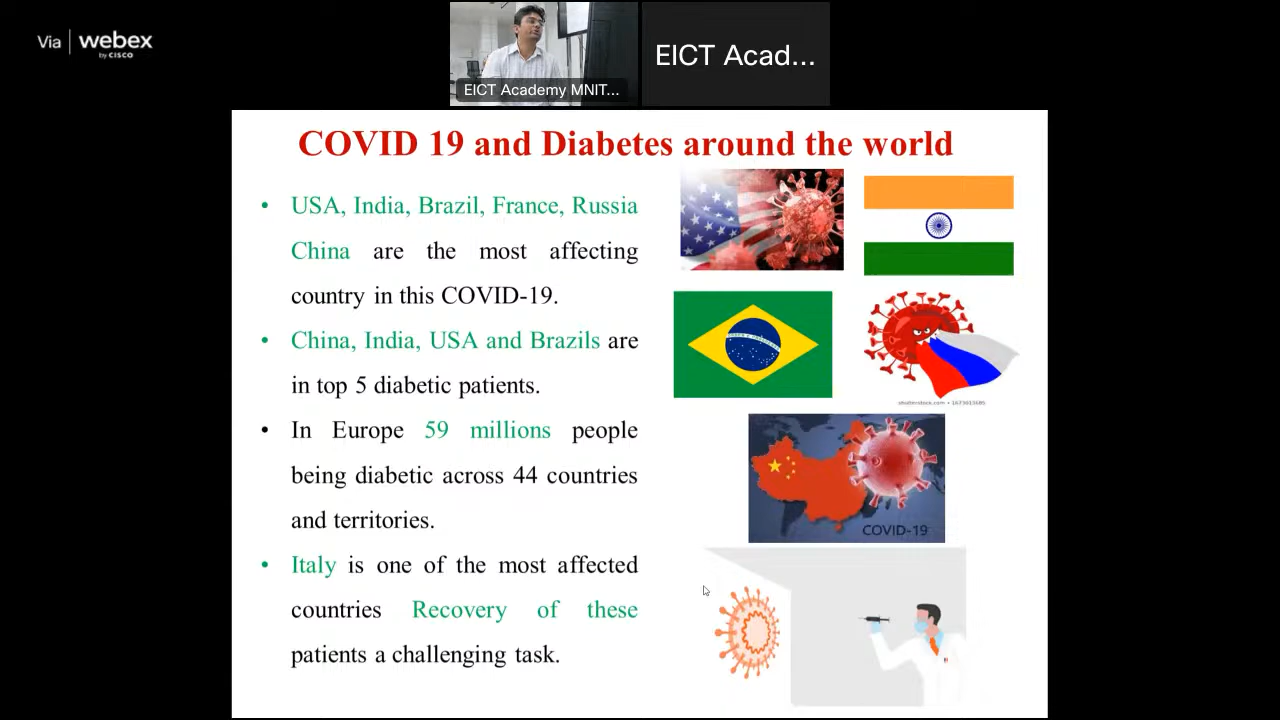 Via webex
by CISCO
EICT Academy MNIT...
EICT Acad...
COVID 19 and Diabetes around the world
• USA, India, Brazil, France, Russia
China are the most affecting
country in this COVID-19.
• China, India, USA and Brazils are
in top 5 diabetic patients.
• In Europe 59 millions people
being diabetic across 44 countries
and territories.
• Italy is one of the most affected
countries Recovery of these
patients a challenging task.
COVID-19